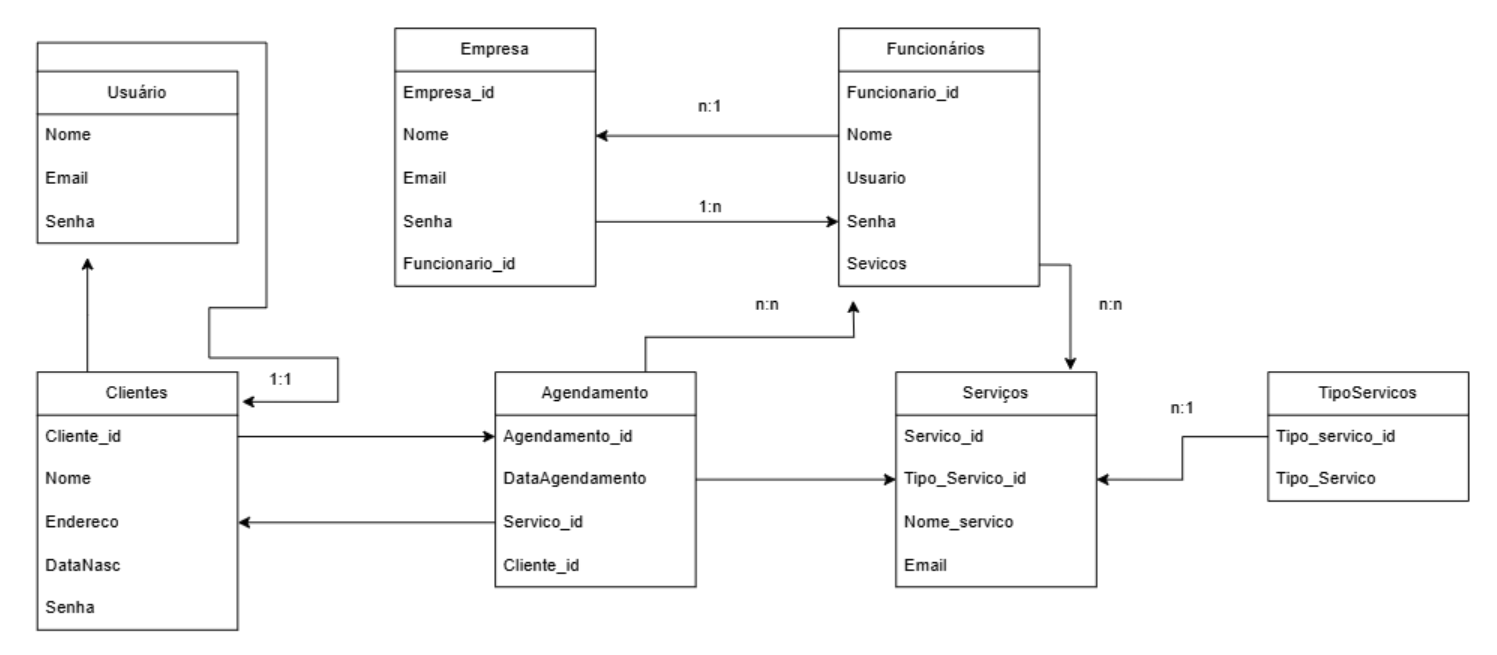 Usuário
Nome
Email
Senha
Empresa
Empresa_id
Nome
Email
Senha
Funcionario_id
n:1
1:n
Funcionários
Funcionario_id
Nome
Usuario
Senha
Sevicos
n:n
n:n
1:1
Clientes
Cliente_id
Nome
Endereco
DataNasc
Senha
Agendamento
Agendamento_id
DataAgendamento
Servico_id
Cliente_id
Serviços
Servico_id
Tipo_Servico_id
Nome_servico
Email
n:1
TipoServicos
Tipo_servico_id
Tipo_Servico